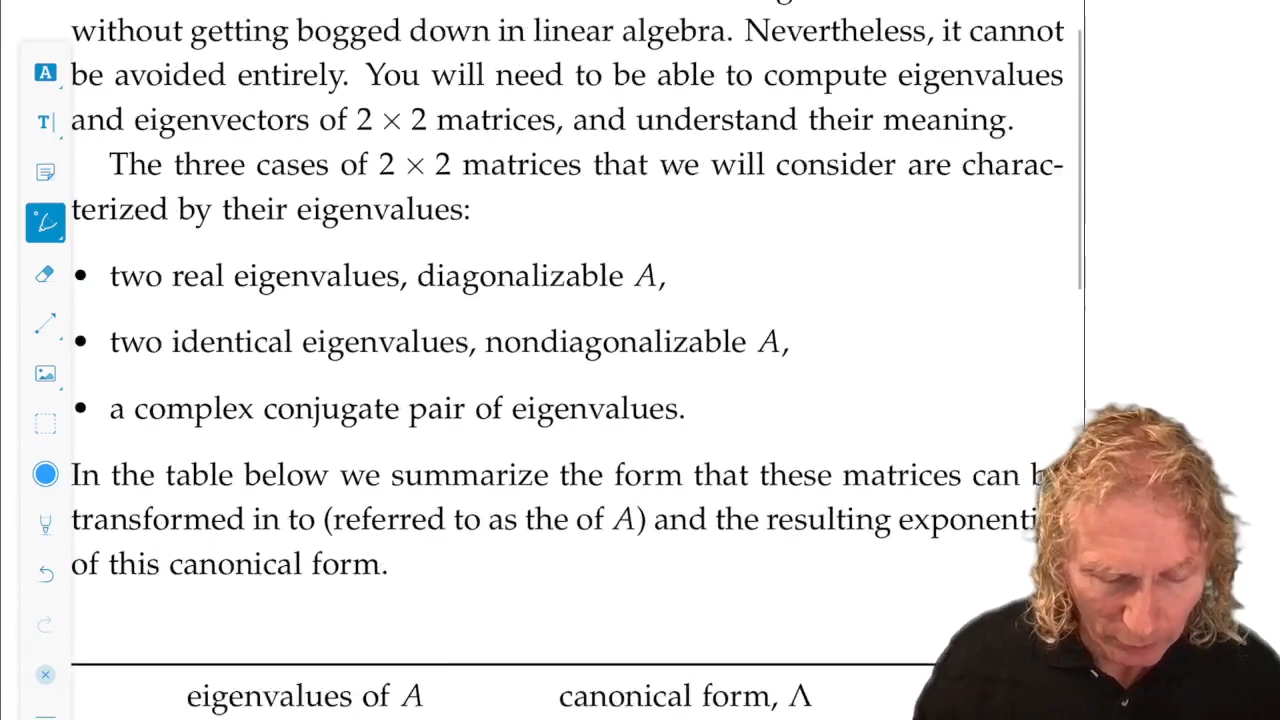 without getting bogged down in linear algebra. Nevertheless, it cannot
be avoided entirely. You will need to be able to compute eigenvalues
and eigenvectors of 2 × 2 matrices, and understand their meaning.
The three cases of 2 × 2 matrices that we will consider are charac-
terized by their eigenvalues:
• two real eigenvalues, diagonalizable A,
• two identical eigenvalues, nondiagonalizable A,
• a complex conjugate pair of eigenvalues.
In the table below we summarize the form that these matrices can
transformed in to (referred to as the of A) and the resulting
of this canonical form.
eigenvalues of A canonical form, Λ
A
T